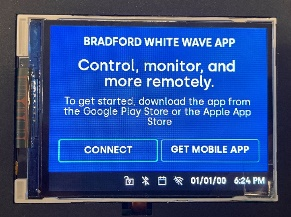 BRADFORD WHITE WAVE APP
Control, monitor, and
more remotely.
To get started, download the app from
the Google Play Store or the Apple App
Store
CONNECT
GET MOBILE APP
01/01/00 6:24 PM